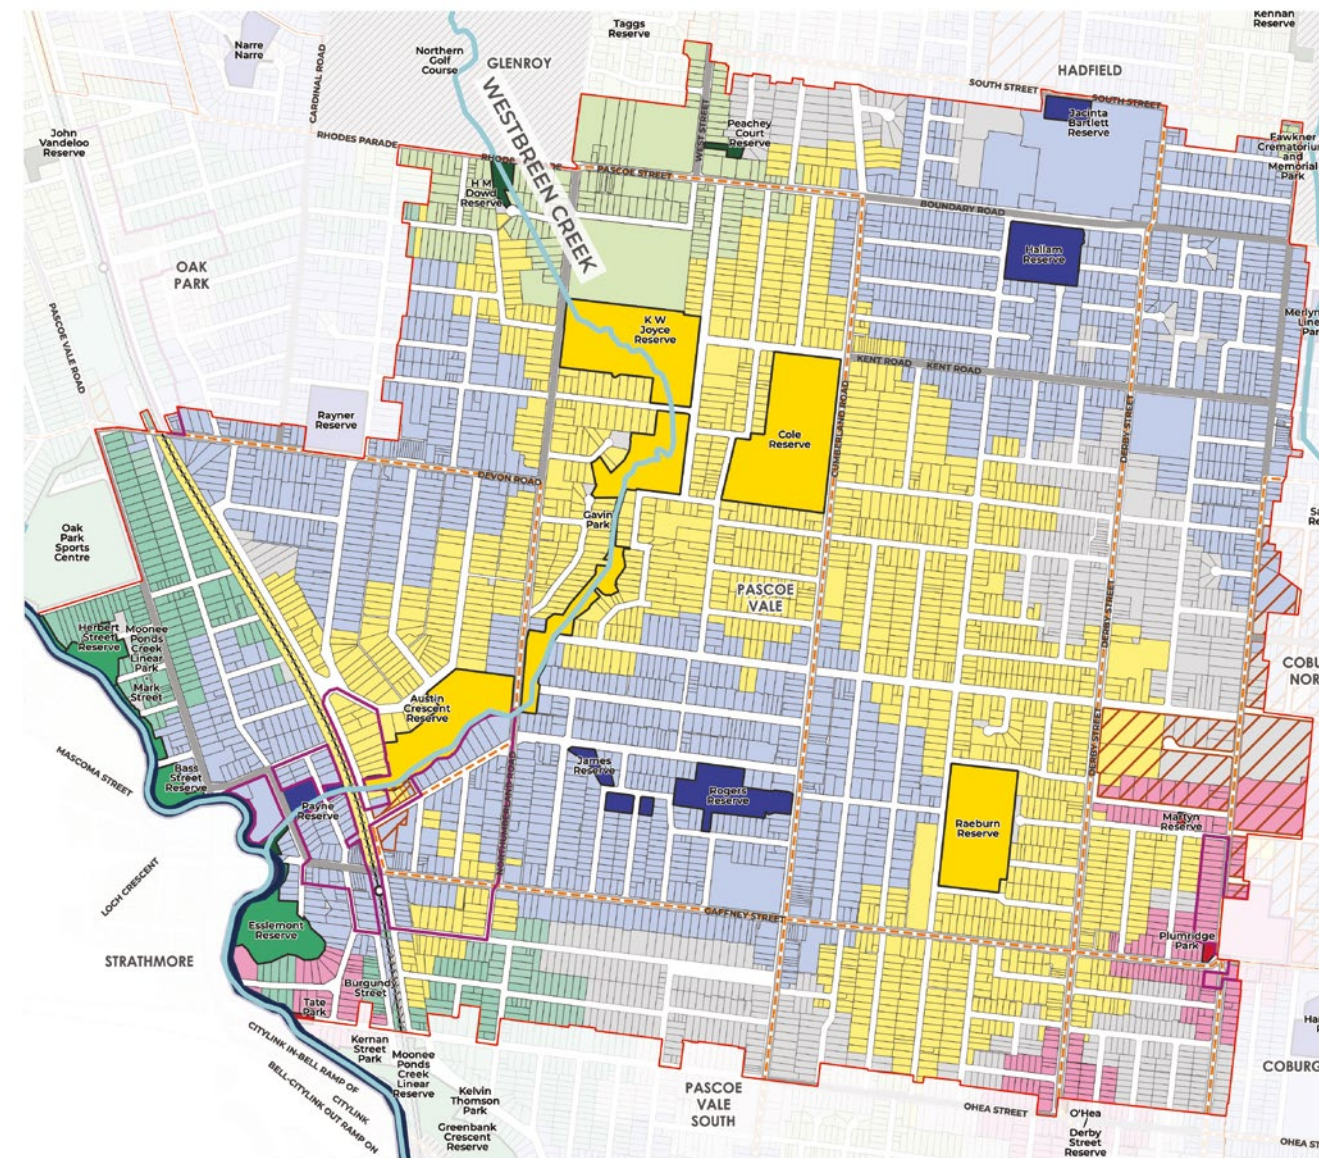 Taggs
Reserve
Kennan
Reserve
Narre
Narre
Northern
Golf
Course
GLENROY
HADFIELD
CARDINAL ROAD
SOUTH STREET
SOUTH STREET
WESTBREEN CREEK
WEST STREET
Jacinta
Bartlett
Reserve
Peachey
Court
Reserve
John
Vandeloo
Reserve
RHODES PARADE
Fawkner
Crematorium
and
Memorial
Park
PASCOE STREET
H M
Dowd
Reserve
BOUNDARY ROAD
Hallam
Reserve
OAK
PARK
PASCOE VALE ROAD
K W
Joyce
Reserve
KENT ROAD
KENT ROAD
Rayner
Reserve
Cole
Reserve
CUMBERLAND ROAD
DERBY STREET
DEVON ROAD
Gavin
Park
Oak
Park
Sports
Centre
PASCOE
VALE
DERBY STREET
Herbert
Street
Reserve
Moonee
Ponds
Creek
Linear
Park
-
Mark
Street
Austin
Crescent
Reserve
DERBY STREET
MASCOMA STREET
Bass
Street
Reserve
Payne
Reserve
James
Reserve
Rogers
Reserve
NORTHUMBERLAND ROAD
Raeburn
Reserve
Martyn
Reserve
LOCH CRESCENT
GAFFNEY STREET
Esslemont
Reserve
Plumridge
Park
STRATHMORE
Burgundy
Street
Tate
Park
CITYLINK IN-BELL RAMP OF
CITYLINK
BELL-CITYLINK OUT RAMP ON
Kernan
Street
Park
Moonee
Ponds
Creek
Linear
Reserve
Kelvin
Thomson
Park
Greenbank
Crescent
Reserve
PASCOE
VALE
SOUTH
OHEA STREET
O'Hea
/
Derby
Street
Reserve
COBURG